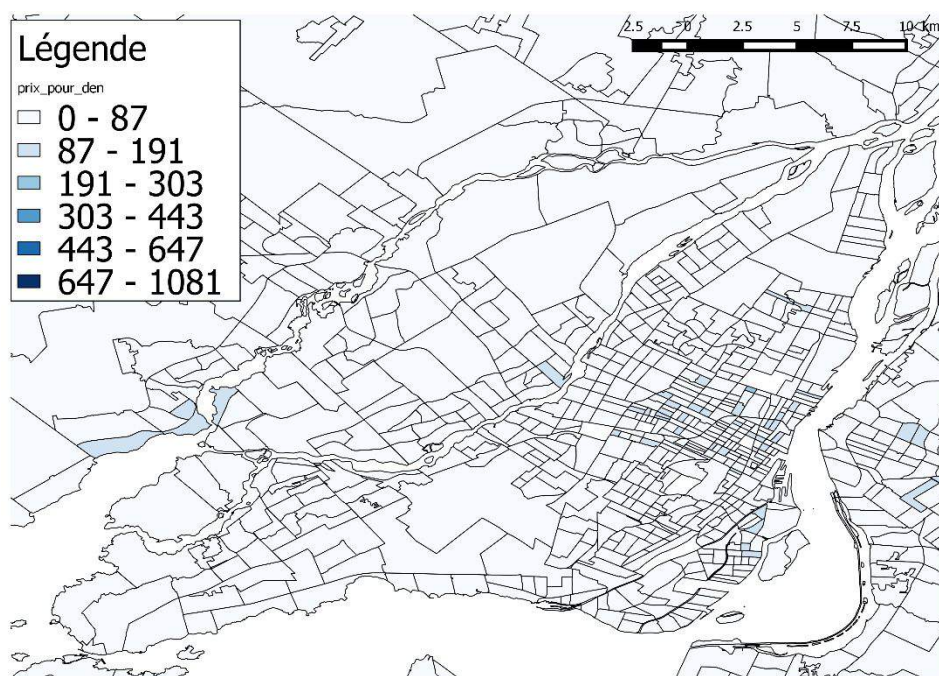 Légende
prix_pour_den
0 - 87
87 - 191
191 - 303
303 - 443
443 - 647
647 - 1081
2.5 0 2.5 5 7.5 10 km